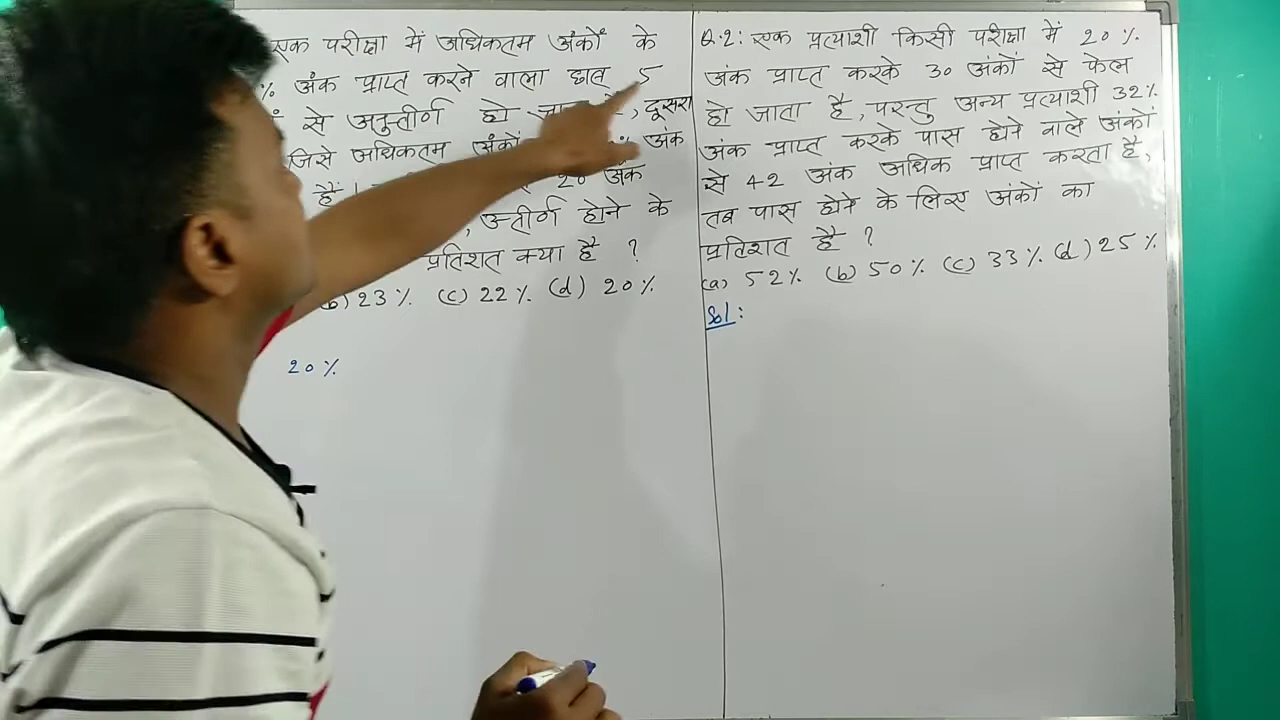 एक परीक्षा में अधिकतम अंकों के
% अंक प्राप्त करने वाला छात्र 5
से अनुत्तीर्ण हो दूसरा
जिसे अधिकतम अंकों % अंक
हैं। 20 अंक
, उत्तीर्ण होने के
प्रतिशत क्या है ?
(b) 23% (c) 22% (d) 20%
20%
Q.2: एक प्रत्याशी किसी परीक्षा में 20%
अंक प्राप्त करके 30 अंकों से फेल
हो जाता है, परन्तु अन्य प्रत्याशी 32%
अंक प्राप्त करके पास होने वाले अंकों
से 42 अंक अधिक प्राप्त करता है,
तब पास होने के लिए अंकों का
प्रतिशत है ?
(a) 52% (b) 50% (c) 33% (d) 25%
Sol: